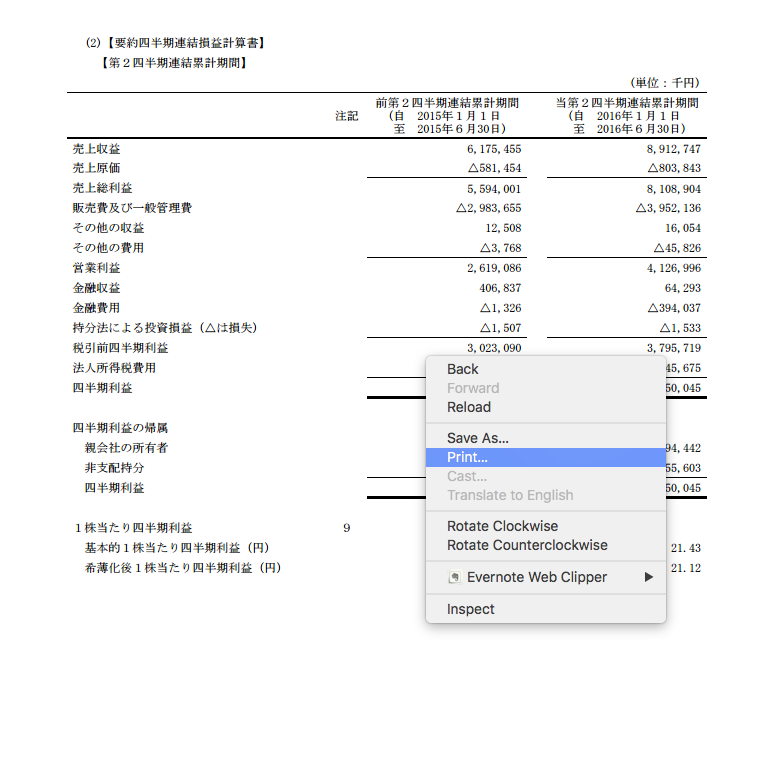 (2)【要約四半期連結損益計算書】
【第２四半期連結累計期間】
(単位：千円)
注記 前第２四半期連結累計期間 (自 2015年１月１日 至 2015年６月30日) 当第２四半期連結累計期間 (自 2016年１月１日 至 2016年６月30日)
売上収益 6,175,455 8,912,747
売上原価 △581,454 △803,843
売上総利益 5,594,001 8,108,904
販売費及び一般管理費 △2,983,655 △3,952,136
その他の収益 12,508 16,054
その他の費用 △3,768 △45,826
営業利益 2,619,086 4,126,996
金融収益 406,837 64,293
金融費用 △1,326 △394,037
持分法による投資損益（△は損失） △1,507 △1,533
税引前四半期利益 3,023,090 3,795,719
法人所得税費用 45,675
四半期利益 50,045
四半期利益の帰属
親会社の所有者 94,442
非支配持分 55,603
四半期利益 50,045
１株当たり四半期利益 9
基本的１株当たり四半期利益（円） 21.43
希薄化後１株当たり四半期利益（円） 21.12
Back
Forward
Reload
Save As...
Print...
Cast...
Translate to English
Rotate Clockwise
Rotate Counterclockwise
Evernote Web Clipper
Inspect